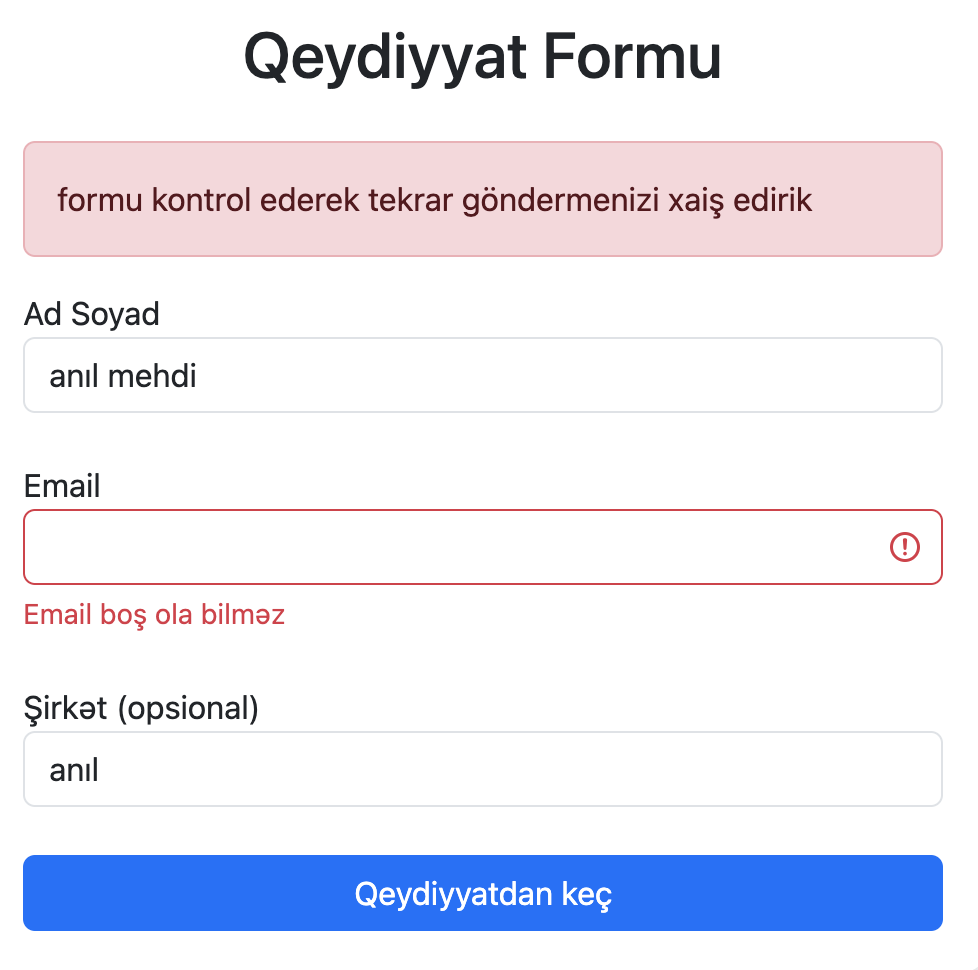 Qeydiyyat Formu
formu kontrol ederek tekrar göndermenizi xaiş edirik
Ad Soyad
anıl mehdi
Email
Email boş ola bilməz
Şirkət (opsional)
anıl
Qeydiyyatdan keç